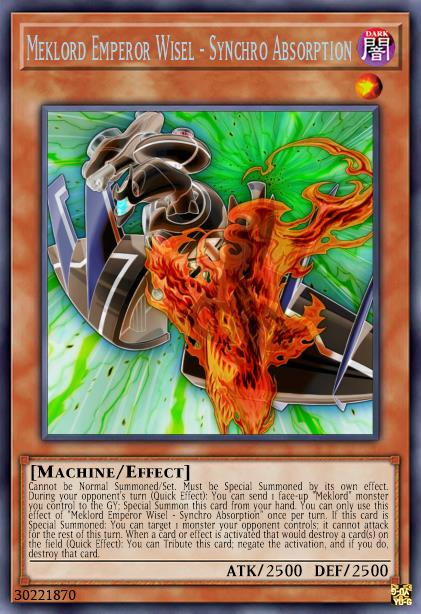 Meklord Emperor Wisel - Synchro Absorption
DARK
闇
[Machine/Effect]
Cannot be Normal Summoned/Set. Must be Special Summoned by its own effect.
During your opponent's turn (Quick Effect): You can send 1 face-up "Meklord" monster
you control to the GY; Special Summon this card from your hand. You can only use this
effect of "Meklord Emperor Wisel - Synchro Absorption" once per turn. If this card is
Special Summoned: You can target 1 monster your opponent controls; it cannot attack
for the rest of this turn. When a card or effect is activated that would destroy a card(s) on
the field (Quick Effect): You can Tribute this card; negate the activation, and if you do,
destroy that card.
ATK/2500 DEF/2500
30221870